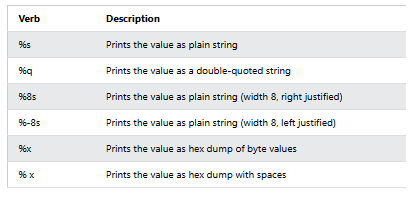 Verb Description
%s Prints the value as plain string
%q Prints the value as a double-quoted string
%8s Prints the value as plain string (width 8, right justified)
%-8s Prints the value as plain string (width 8, left justified)
%x Prints the value as hex dump of byte values
% x Prints the value as hex dump with spaces